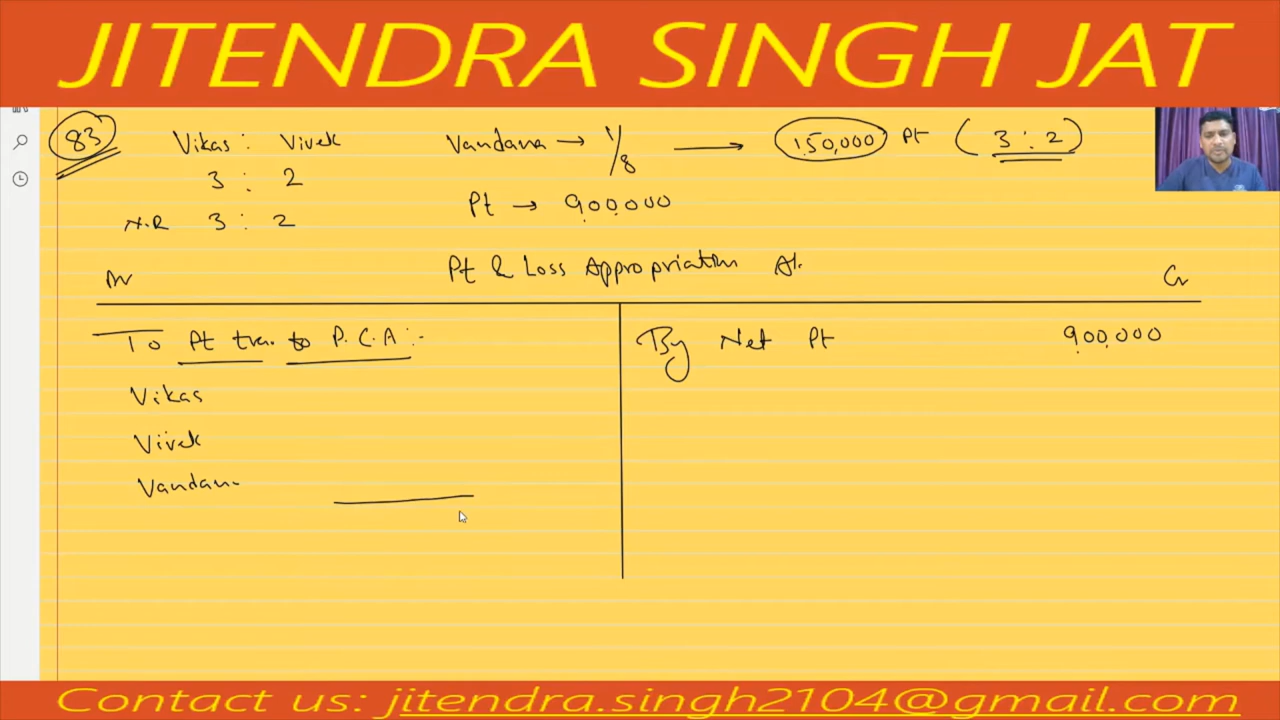 JITENDRA SINGH JAT
83 Vikas : Vivek Vandana → 1/8 → 150,000 Pt ( 3 : 2 )
3 : 2
Pt → 900,000
N.R 3 : 2
Dr Pt & Loss Appropriation A/c Cr
To Pt tra. to P.C.A :- By Net Pt 900,000
Vikas
Vivek
Vandana
Contact us: jitendra.singh2104@gmail.com